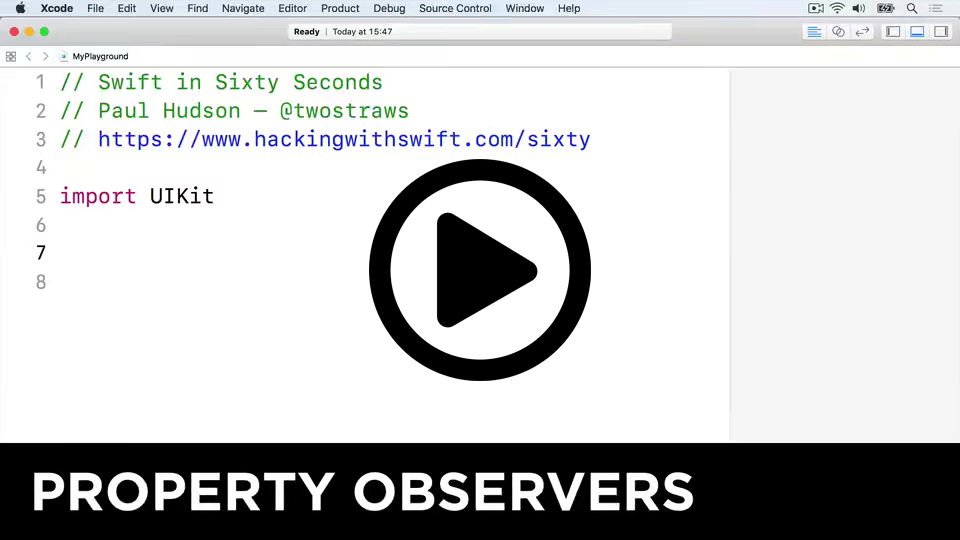 Xcode File Edit View Find Navigate Editor Product Debug Source Control Window Help
Ready | Today at 15:47
MyPlayground
1 // Swift in Sixty Seconds
2 // Paul Hudson — @twostraws
3 // https://www.hackingwithswift.com/sixty
4
5 import UIKit
6
7
8
PROPERTY OBSERVERS